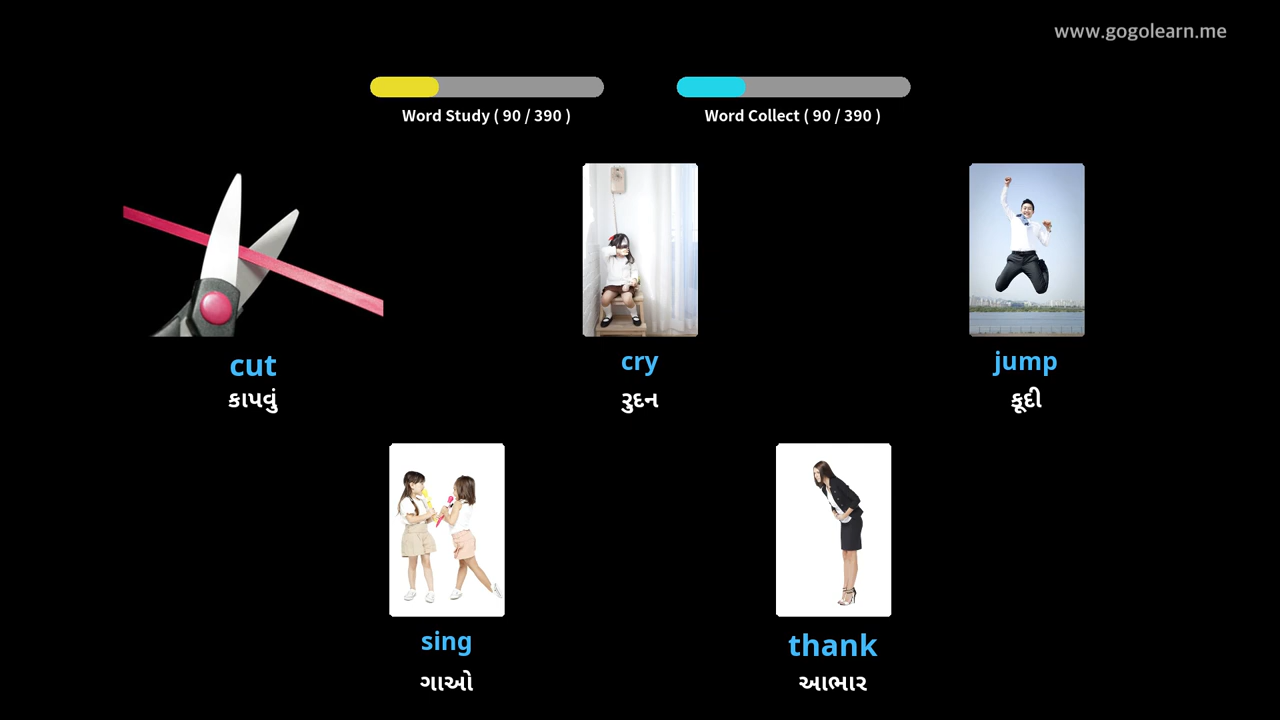 www.gogolearn.me
Word Study ( 90 / 390 )
Word Collect ( 90 / 390 )
cut
કાપવું
cry
રુદન
jump
કૂદી
sing
ગાઓ
thank
આભાર